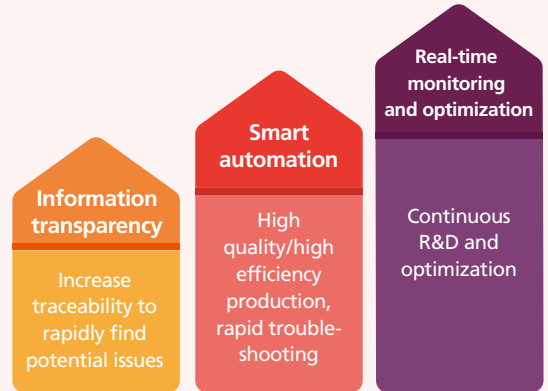 Information
transparency
Increase
traceability to
rapidly find
potential issues
Smart
automation
High
quality/high
efficiency
production,
rapid trouble-
shooting
Real-time
monitoring
and optimization
Continuous
R&D and
optimization